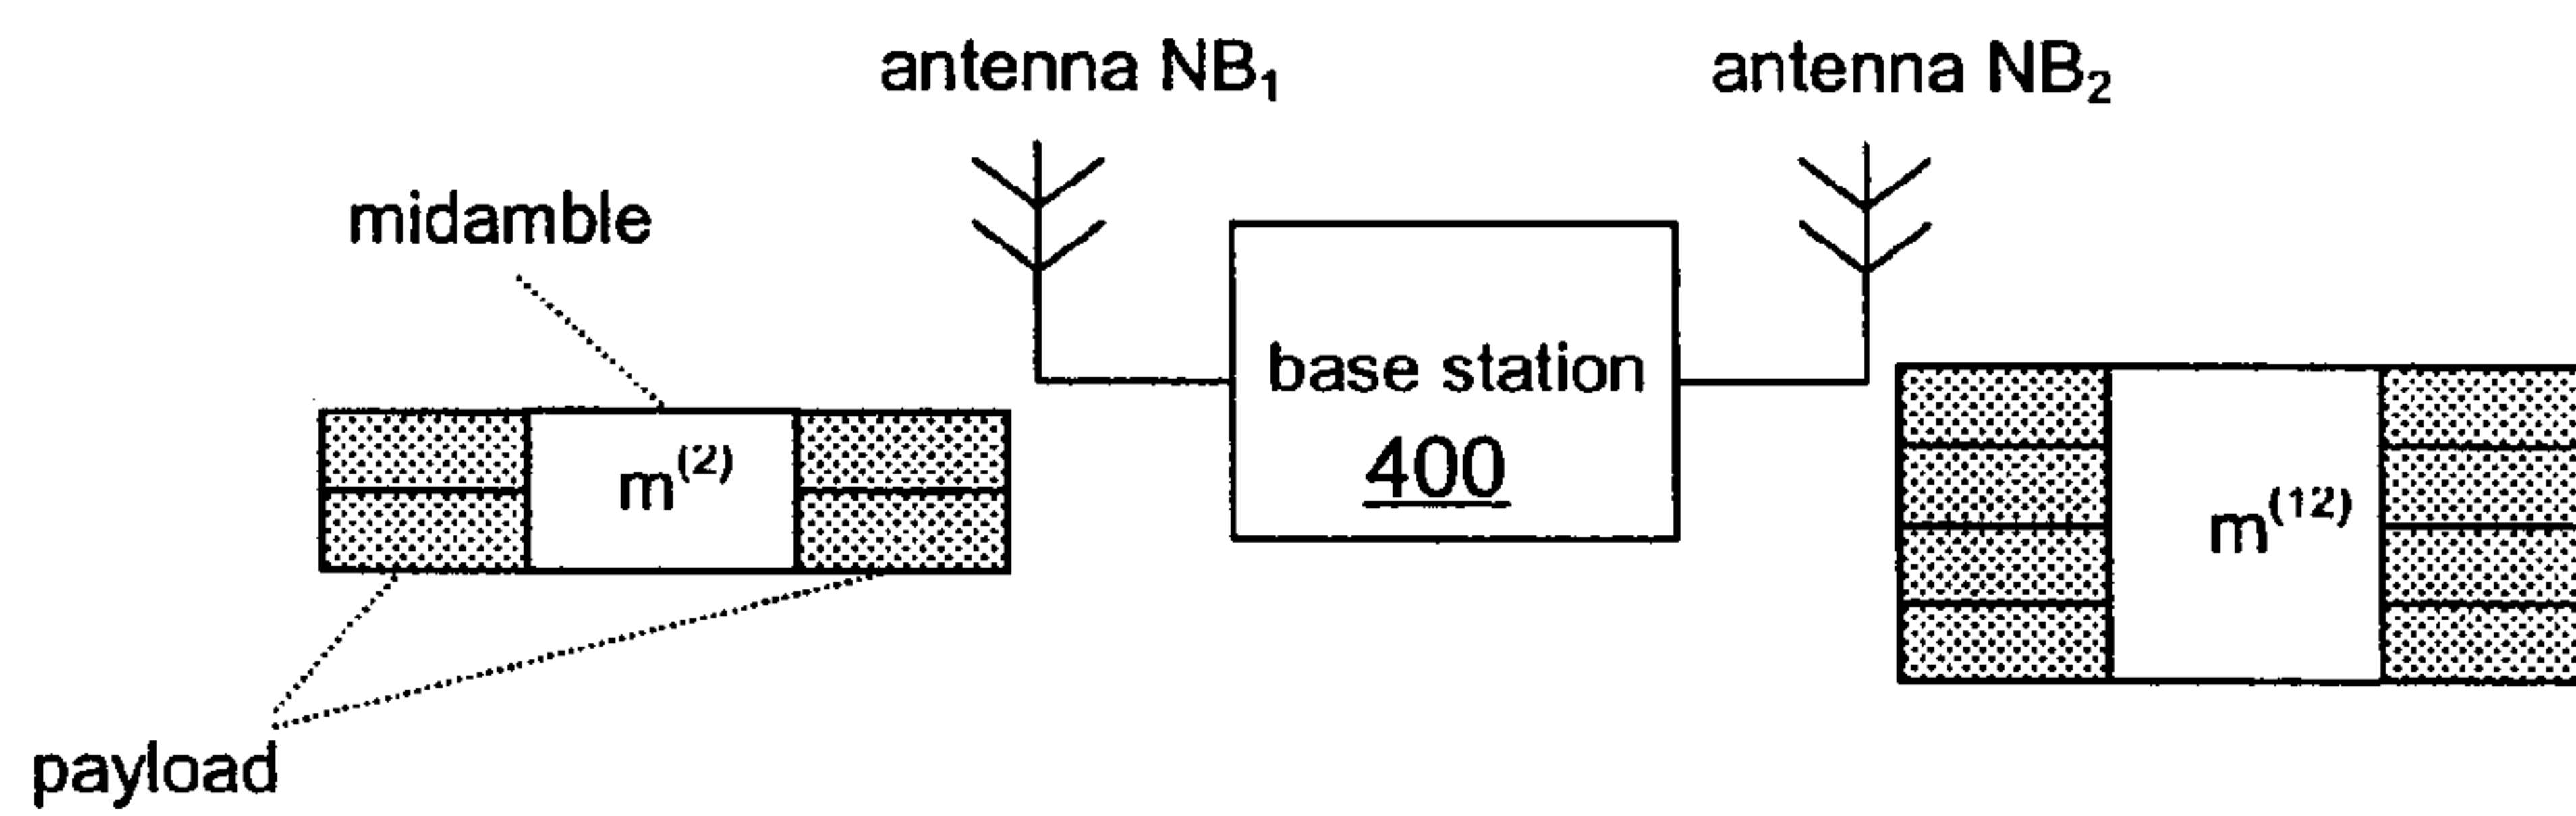 antenna NB₁
antenna NB₂
midamble
base station
400
m⁽²⁾
m⁽¹²⁾
payload